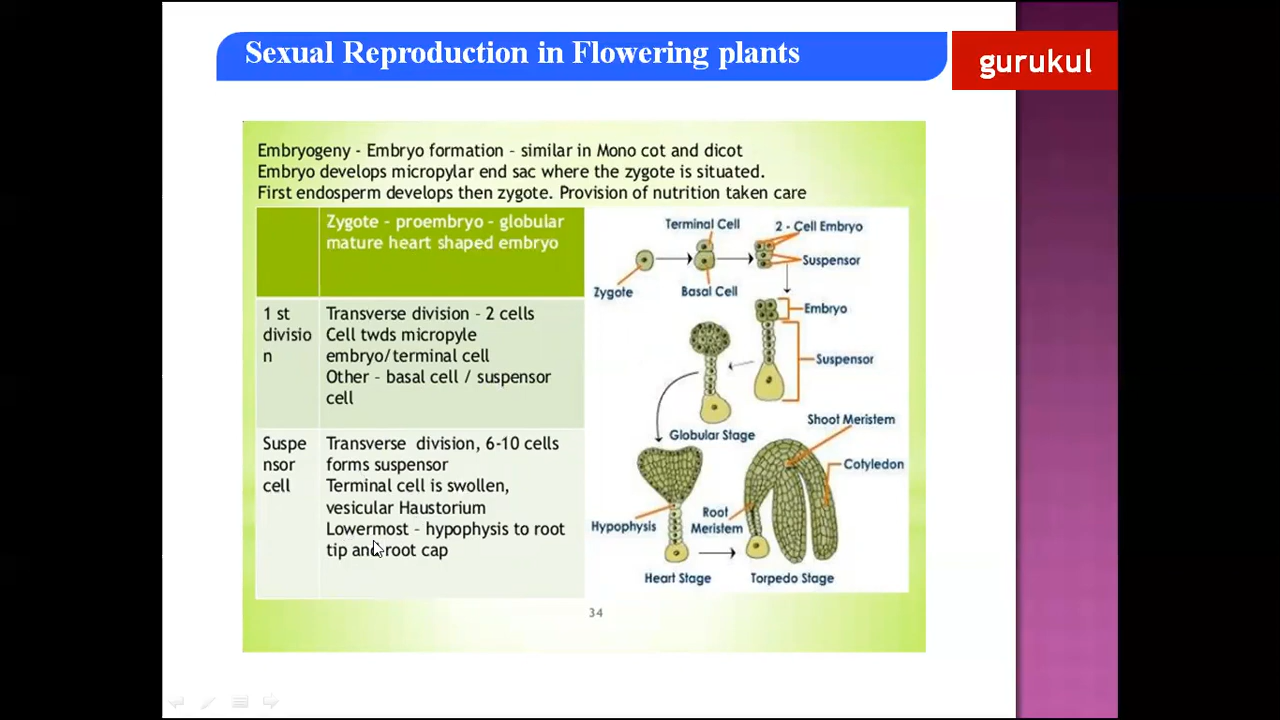 Sexual Reproduction in Flowering plants
gurukul
Embryogeny - Embryo formation – similar in Mono cot and dicot
Embryo develops micropylar end sac where the zygote is situated.
First endosperm develops then zygote. Provision of nutrition taken care
Zygote – proembryo – globular
mature heart shaped embryo
1 st
divisio
n
Transverse division – 2 cells
Cell twds micropyle
embryo/terminal cell
Other – basal cell / suspensor
cell
Suspe
nsor
cell
Transverse division, 6-10 cells
forms suspensor
Terminal cell is swollen,
vesicular Haustorium
Lowermost – hypophysis to root
tip and root cap
Terminal Cell
2 - Cell Embryo
Suspensor
Zygote
Basal Cell
Embryo
Suspensor
Globular Stage
Shoot Meristem
Cotyledon
Root
Meristem
Hypophysis
Heart Stage
Torpedo Stage
34